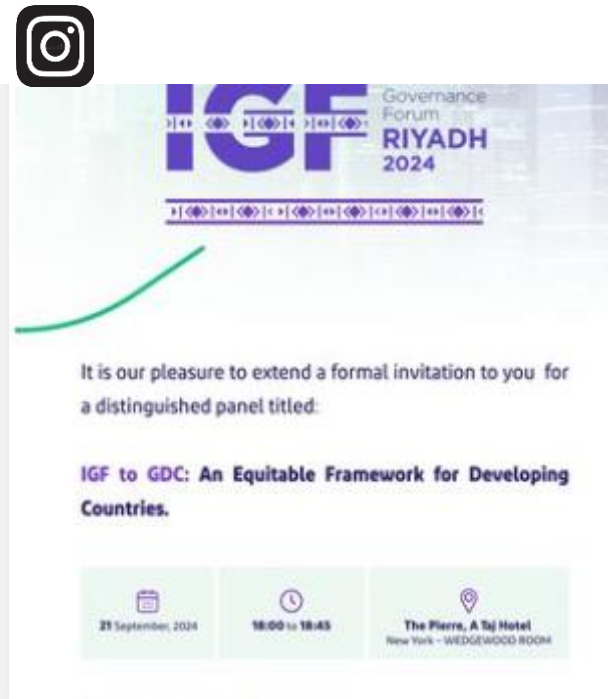 IGF
Governance
Forum
RIYADH
2024
It is our pleasure to extend a formal invitation to you for
a distinguished panel titled:
IGF to GDC: An Equitable Framework for Developing
Countries.
21 September, 2024
18:00 to 18:45
The Pierre, A Taj Hotel
New York - WEDGEWOOD ROOM